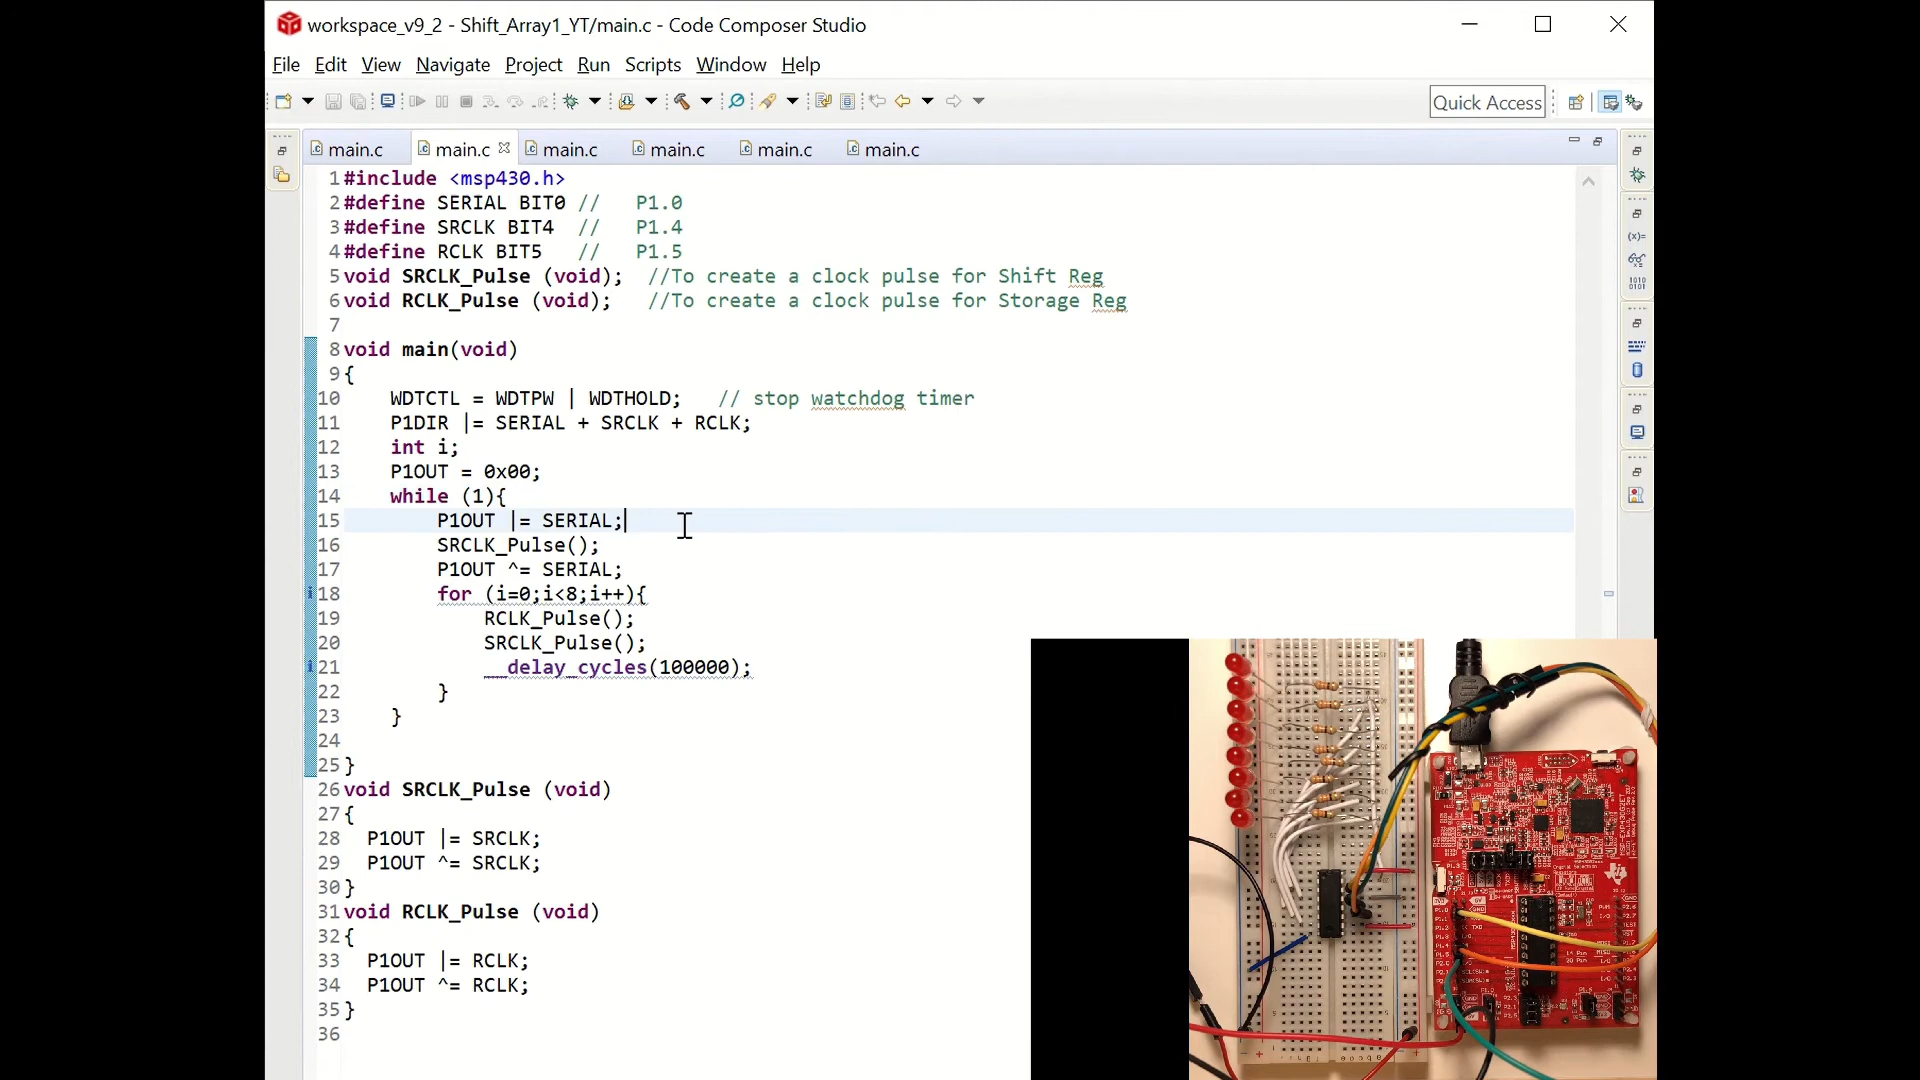 workspace_v9_2 - Shift_Array1_YT/main.c - Code Composer Studio
File Edit View Navigate Project Run Scripts Window Help
Quick Access
main.c main.c main.c main.c main.c main.c
1 #include <msp430.h>
2 #define SERIAL BIT0 // P1.0
3 #define SRCLK BIT4 // P1.4
4 #define RCLK BIT5 // P1.5
5 void SRCLK_Pulse (void); //To create a clock pulse for Shift Reg
6 void RCLK_Pulse (void); //To create a clock pulse for Storage Reg
7
8 void main(void)
9 {
10 WDTCTL = WDTPW | WDTHOLD; // stop watchdog timer
11 P1DIR |= SERIAL + SRCLK + RCLK;
12 int i;
13 P1OUT = 0x00;
14 while (1){
15 P1OUT |= SERIAL;
16 SRCLK_Pulse();
17 P1OUT ^= SERIAL;
18 for (i=0;i<8;i++){
19 RCLK_Pulse();
20 SRCLK_Pulse();
21 __delay_cycles(100000);
22 }
23 }
24
25 }
26 void SRCLK_Pulse (void)
27 {
28 P1OUT |= SRCLK;
29 P1OUT ^= SRCLK;
30 }
31 void RCLK_Pulse (void)
32 {
33 P1OUT |= RCLK;
34 P1OUT ^= RCLK;
35 }
36